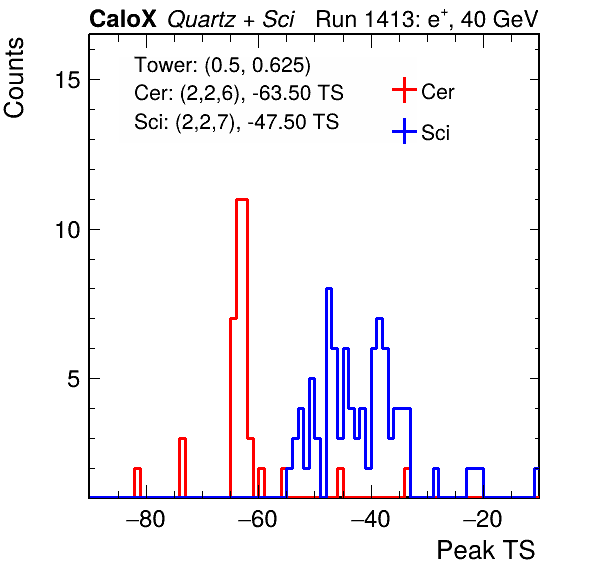 CaloX Quartz + Sci Run 1413: e⁺, 40 GeV
Counts
Tower: (0.5, 0.625)
Cer: (2,2,6), -63.50 TS
Sci: (2,2,7), -47.50 TS
Cer
Sci
15
10
5
−80 −60 −40 −20
Peak TS